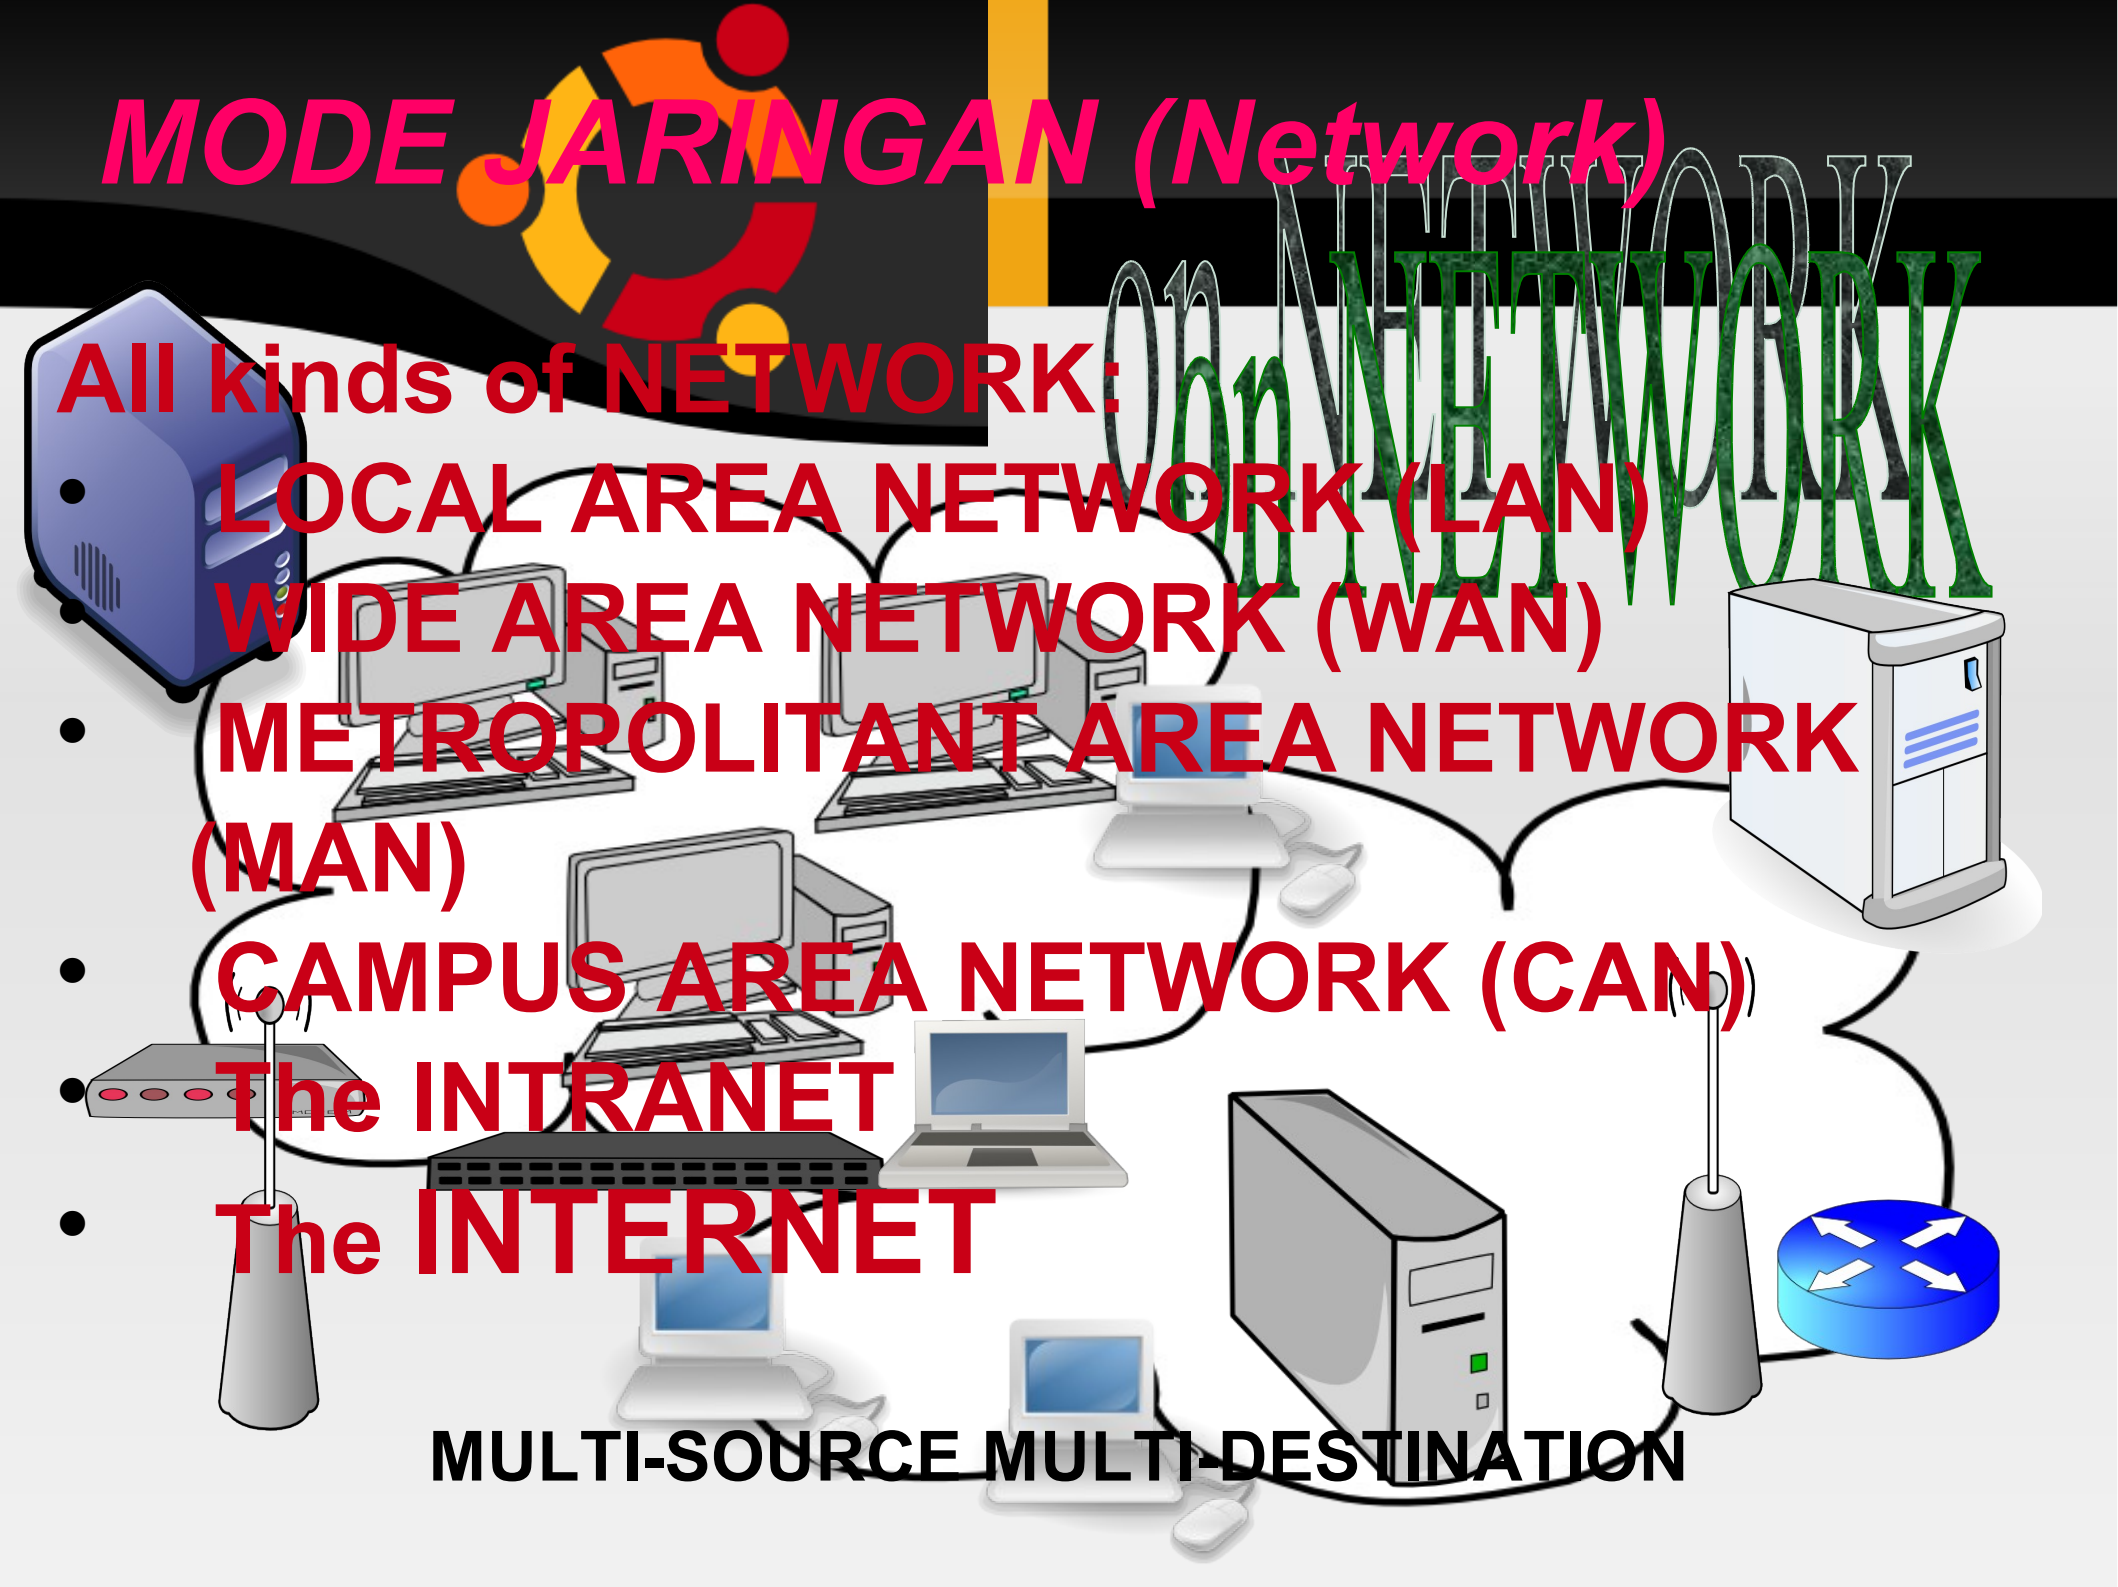 MODE JARINGAN (Network)
on NETWORK
on NETWORK
All kinds of NETWORK:
• LOCAL AREA NETWORK (LAN)
• WIDE AREA NETWORK (WAN)
• METROPOLITANT AREA NETWORK
(MAN)
• CAMPUS AREA NETWORK (CAN)
• The INTRANET
• The INTERNET
MULTI-SOURCE MULTI-DESTINATION